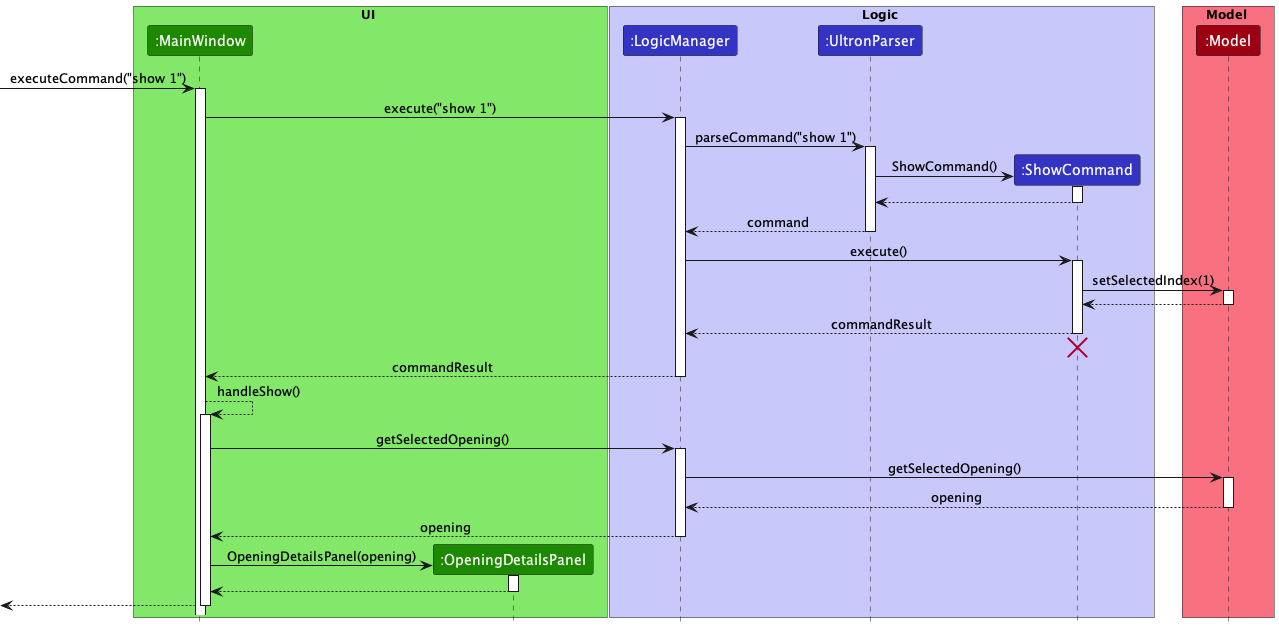 UI
Logic
Model
:MainWindow
:LogicManager
:UltronParser
:Model
executeCommand("show 1")
execute("show 1")
parseCommand("show 1")
ShowCommand()
:ShowCommand
command
execute()
setSelectedIndex(1)
commandResult
commandResult
handleShow()
getSelectedOpening()
getSelectedOpening()
opening
opening
OpeningDetailsPanel(opening)
:OpeningDetailsPanel